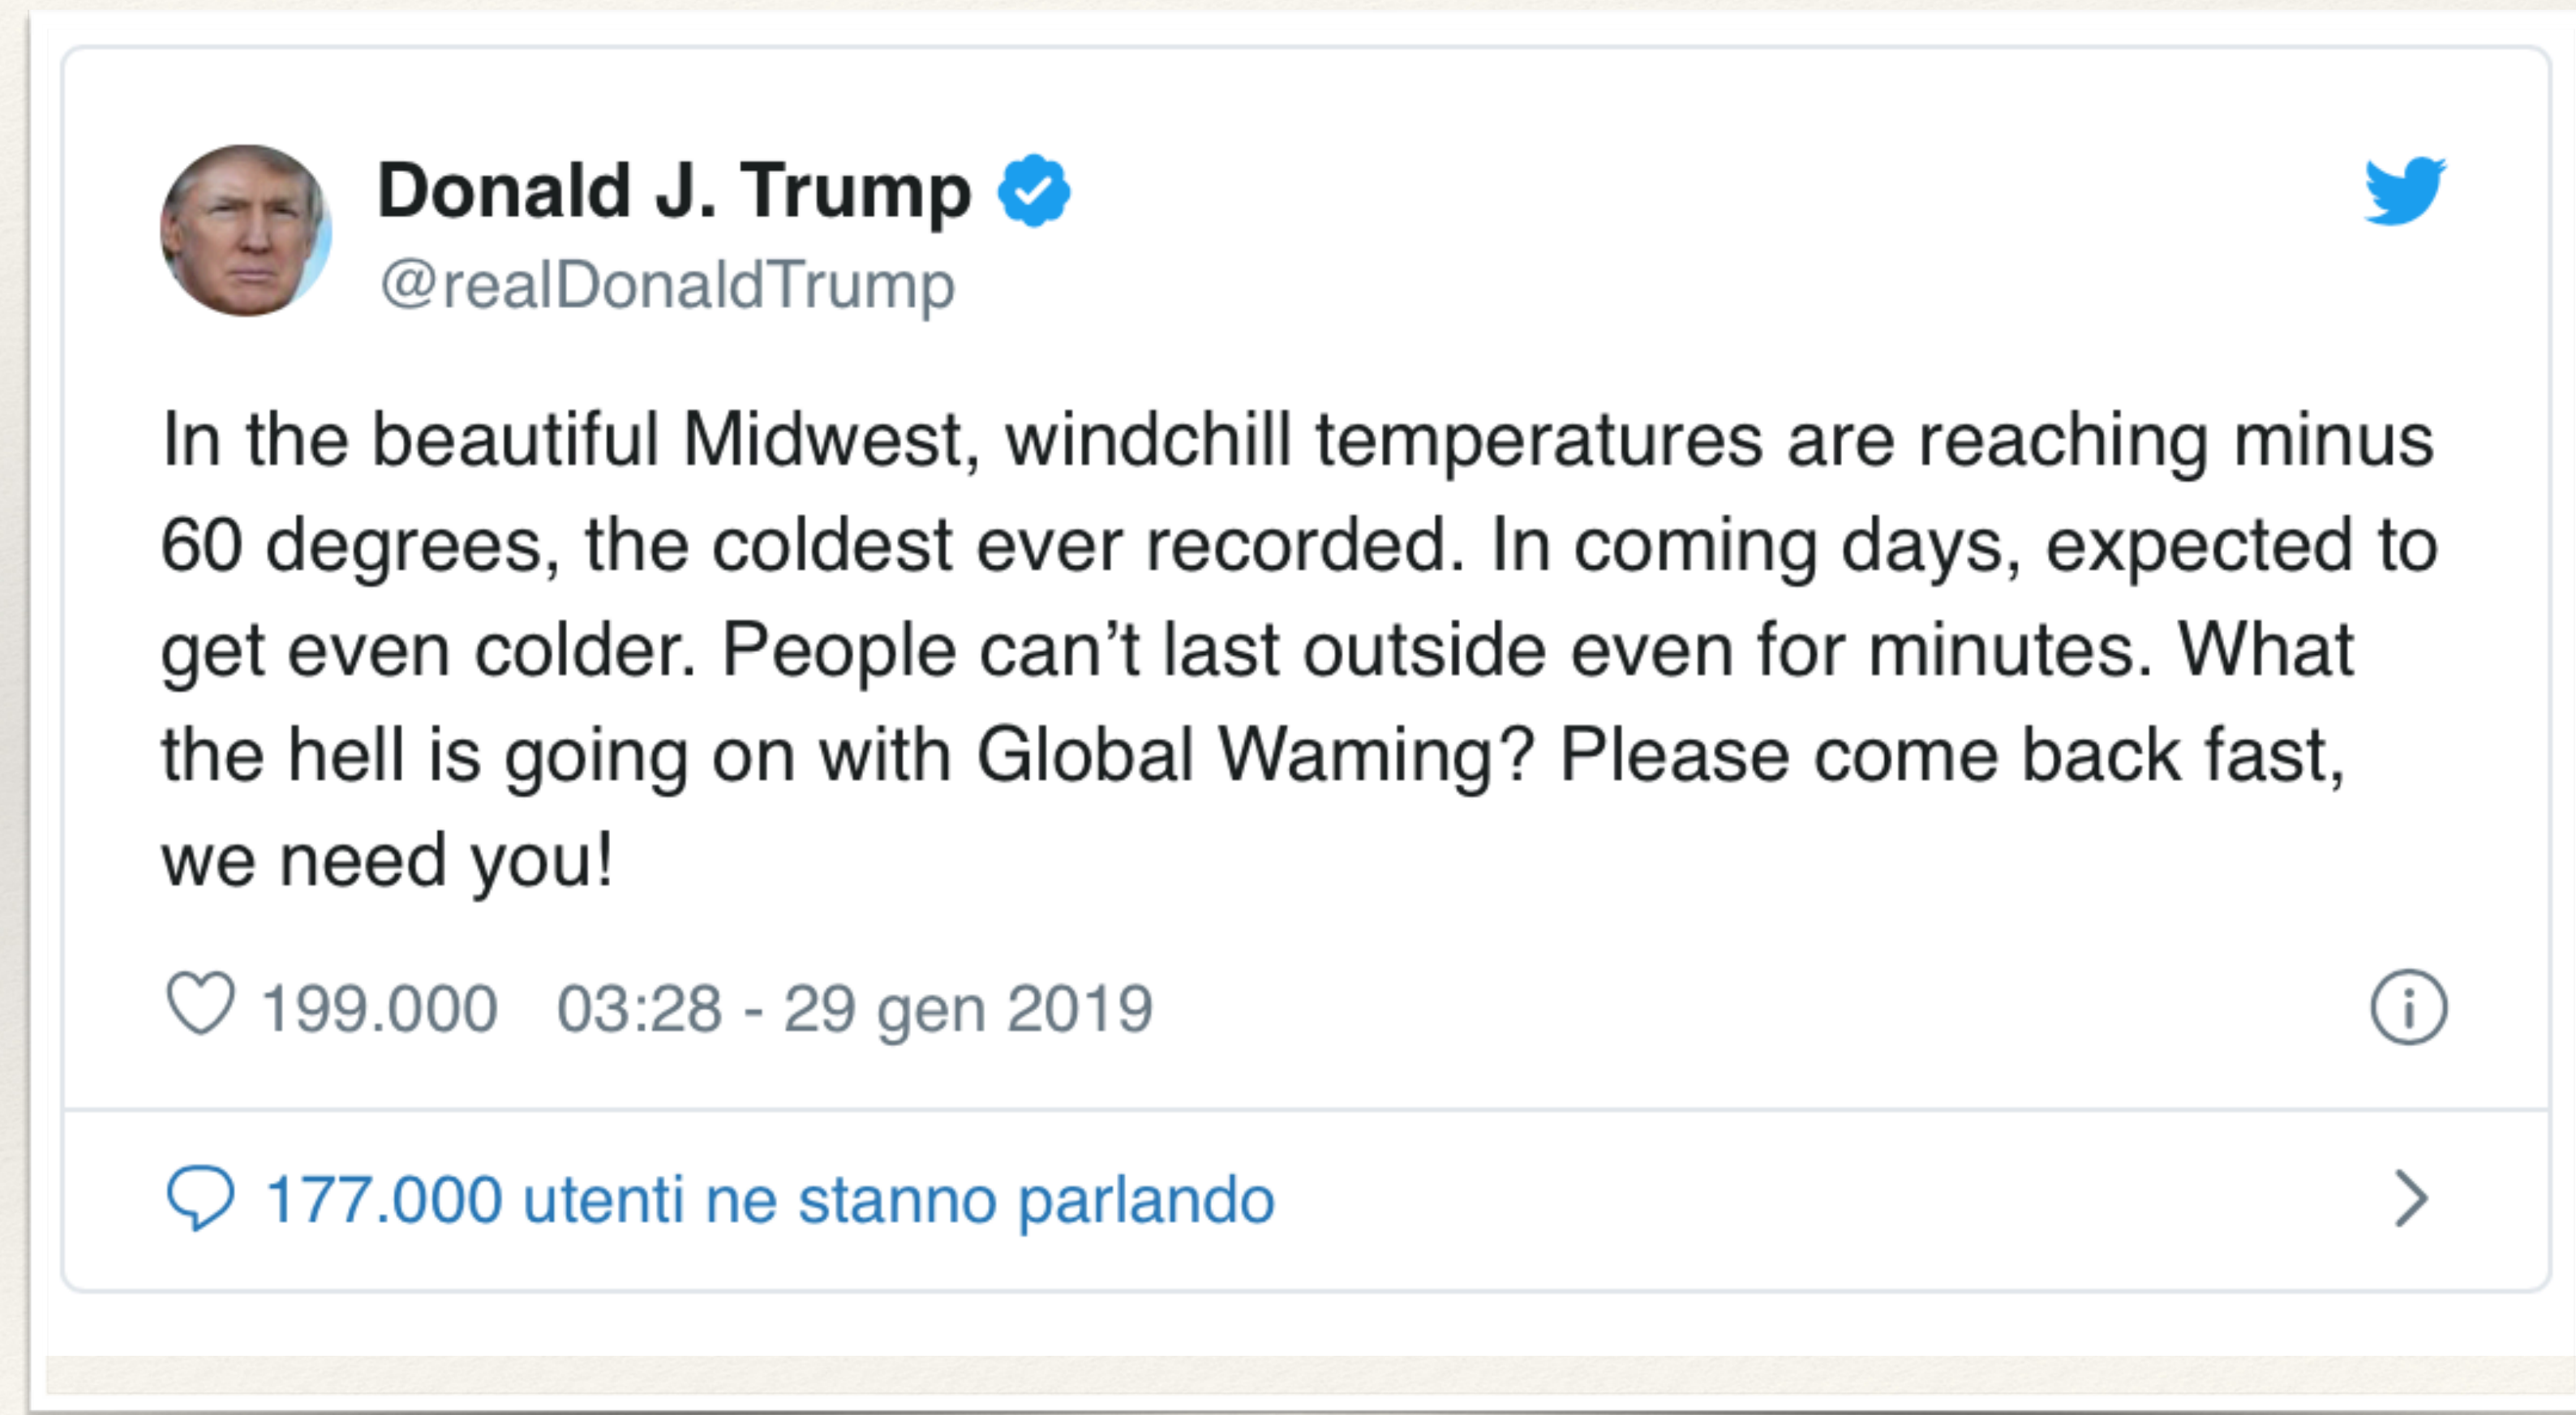 Donald J. Trump
@realDonaldTrump
In the beautiful Midwest, windchill temperatures are reaching minus
60 degrees, the coldest ever recorded. In coming days, expected to
get even colder. People can’t last outside even for minutes. What
the hell is going on with Global Waming? Please come back fast,
we need you!
199.000 03:28 - 29 gen 2019
177.000 utenti ne stanno parlando